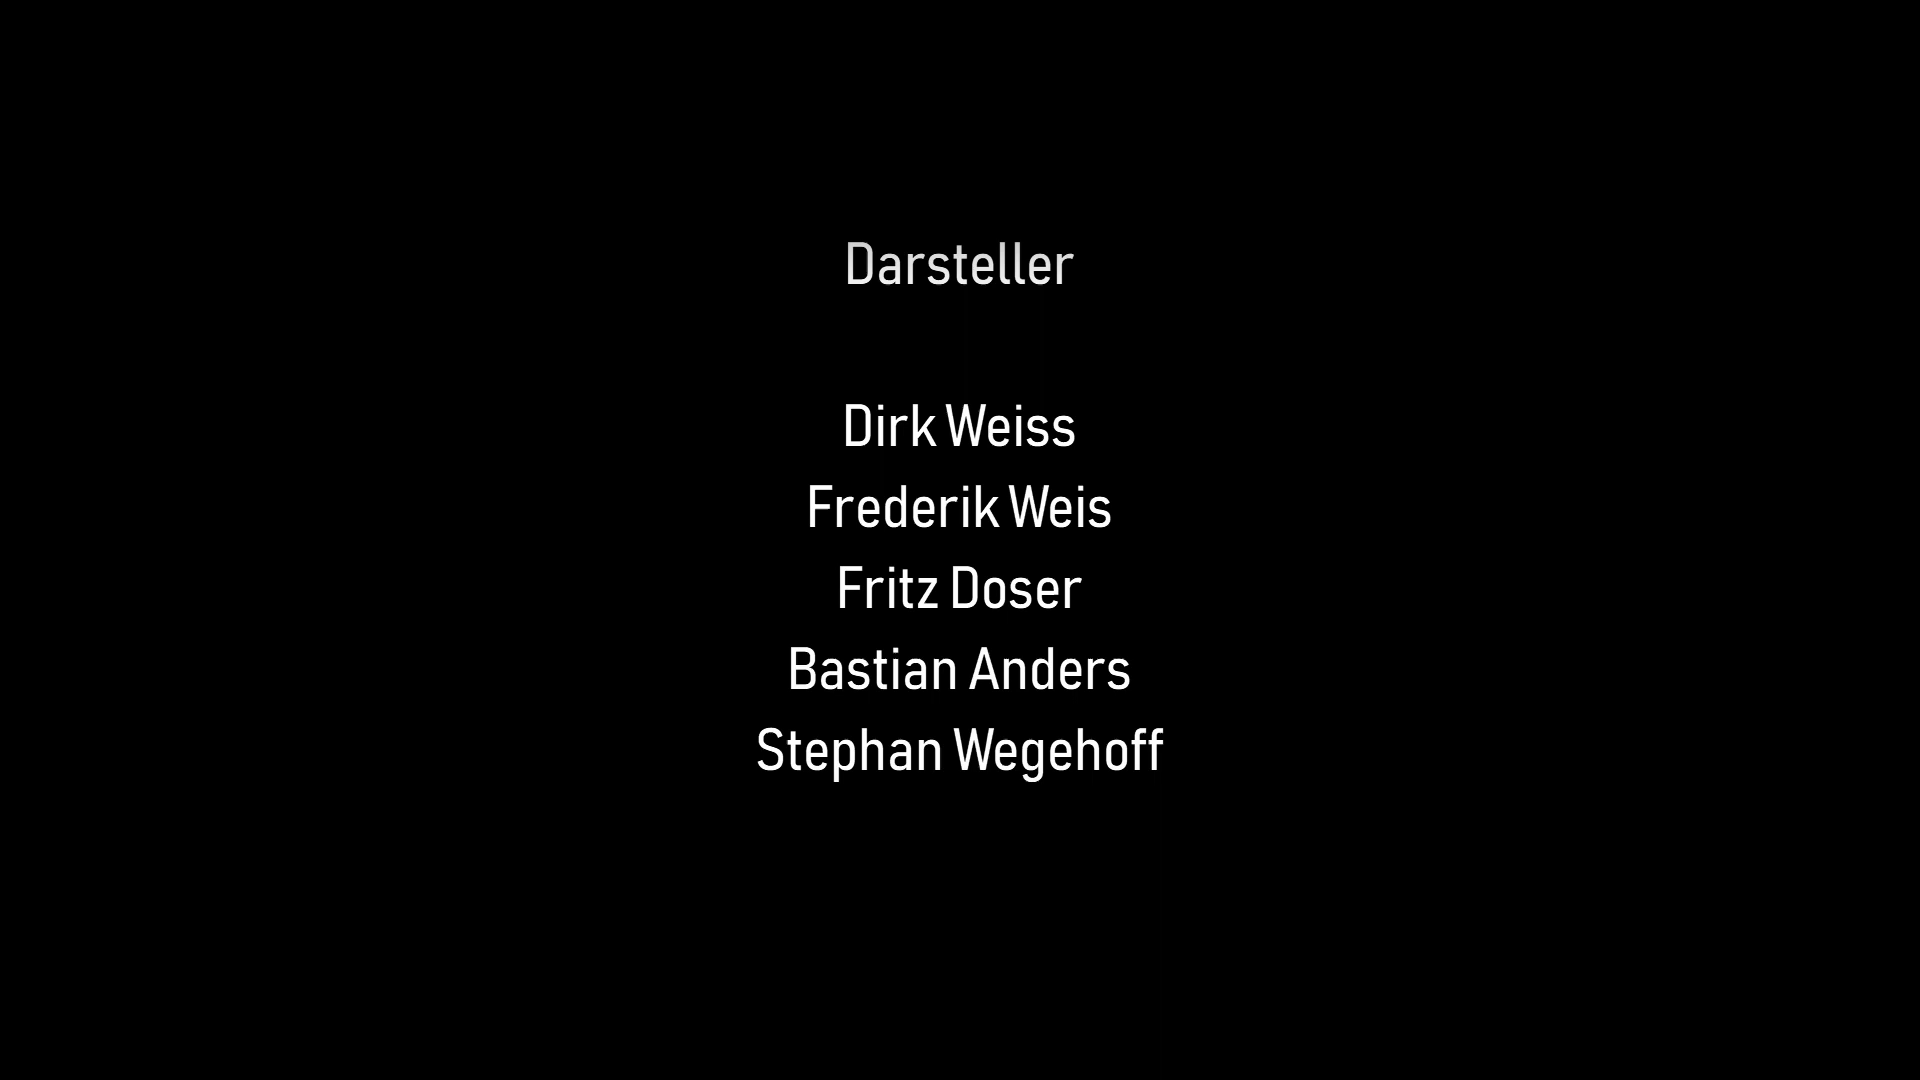 Darsteller
Dirk Weiss
Frederik Weis
Fritz Doser
Bastian Anders
Stephan Wegehoff